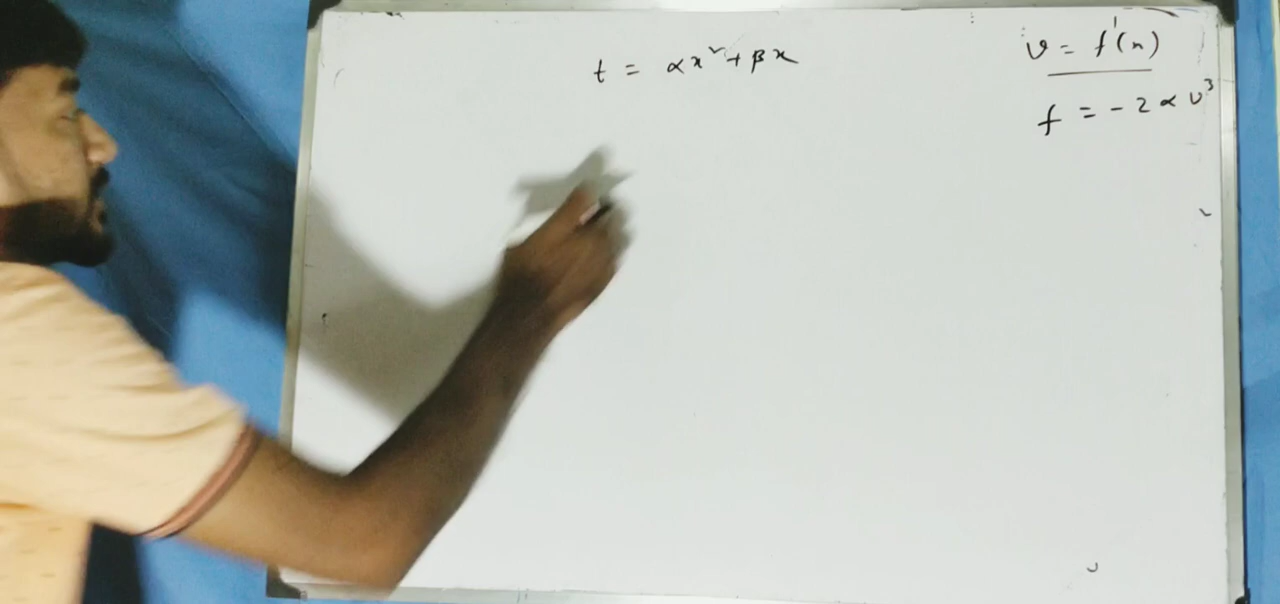 t = αx² + βx
v = f'(x)
f = -2αv³